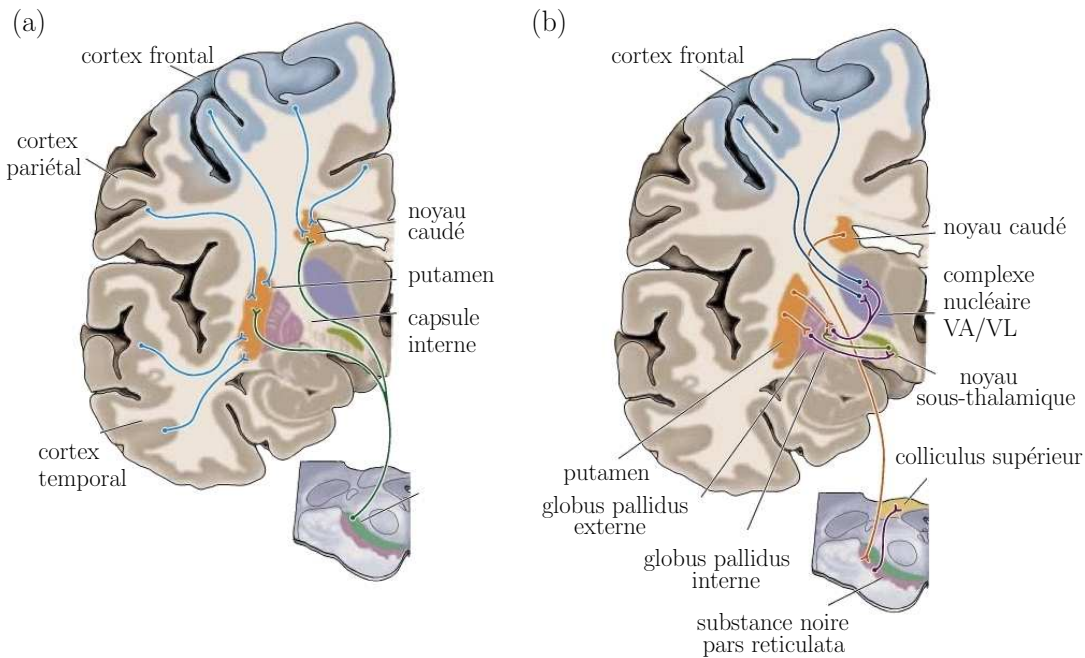 (a)
cortex frontal
cortex
pariétal
noyau
caudé
putamen
capsule
interne
cortex
temporal
(b)
cortex frontal
noyau caudé
complexe
nucléaire
VA/VL
noyau
sous-thalamique
colliculus supérieur
putamen
globus pallidus
externe
globus pallidus
interne
substance noire
pars reticulata